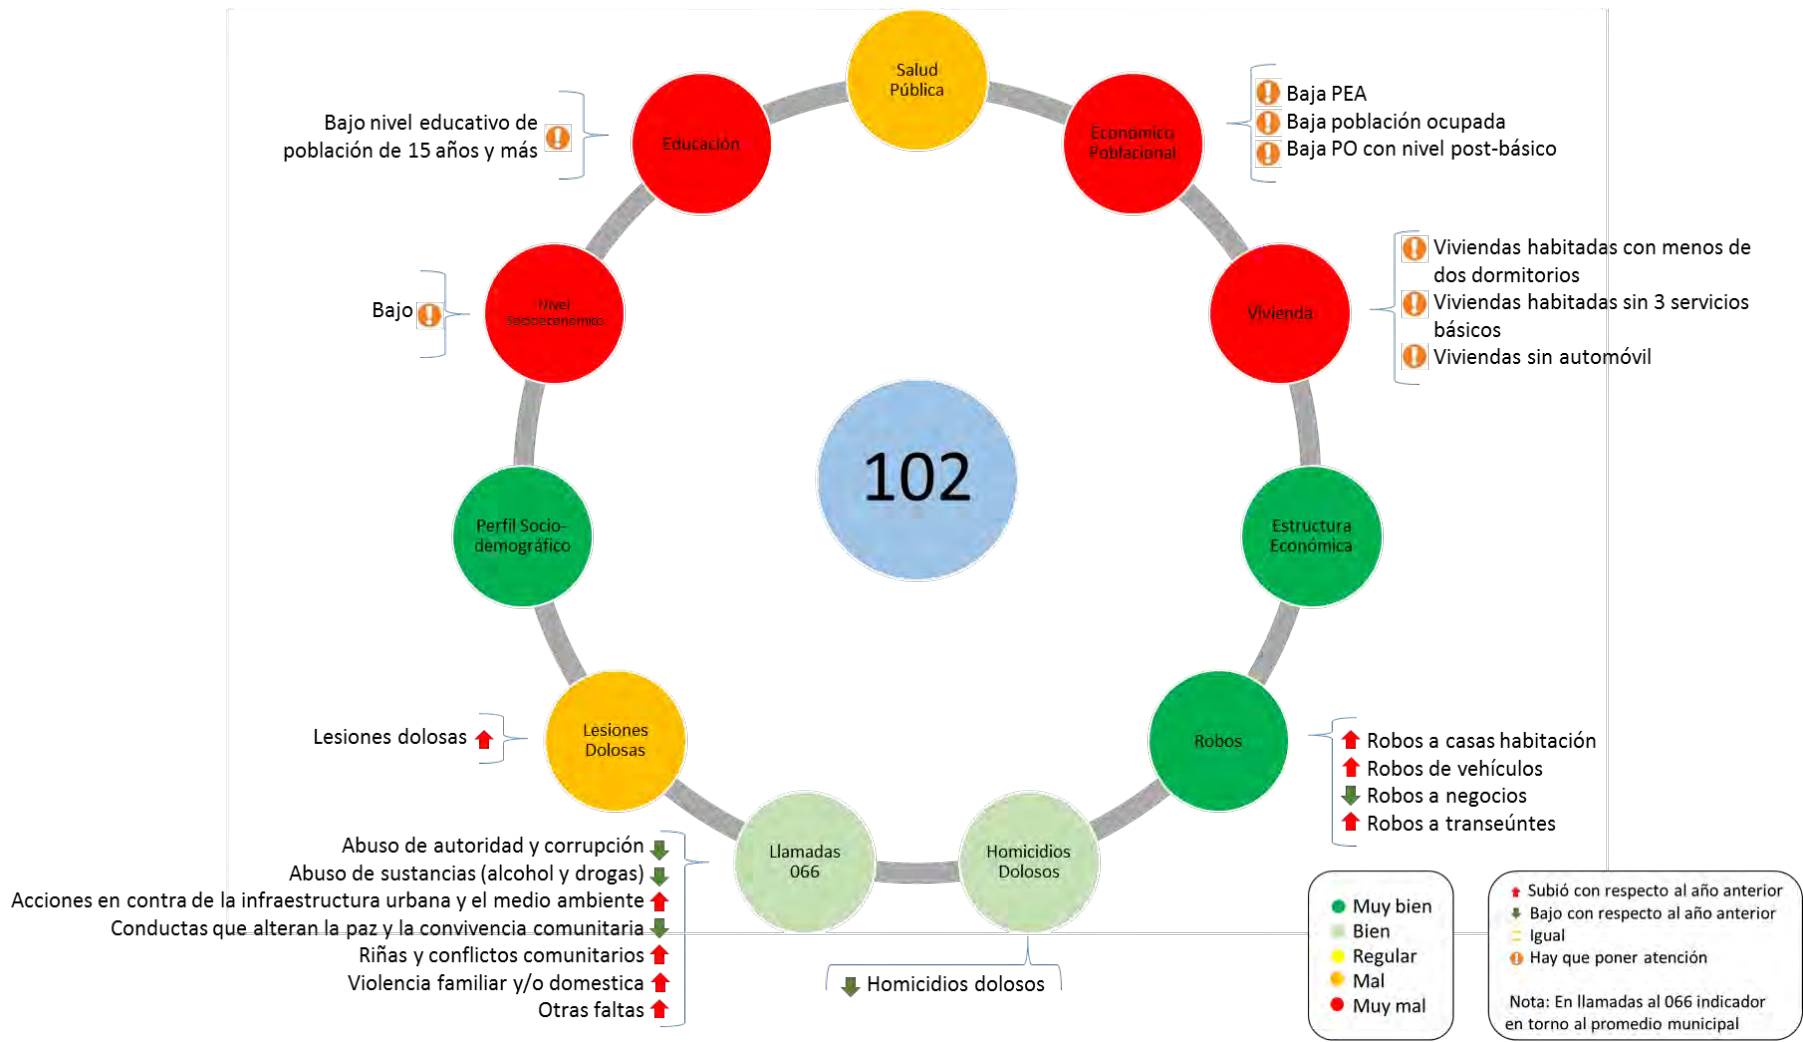 Salud
Pública
Económico
Poblacional
Baja PEA
Baja población ocupada
Baja PO con nivel post-básico
Bajo nivel educativo de
población de 15 años y más
Educación
Viviendas habitadas con menos de
dos dormitorios
Viviendas habitadas sin 3 servicios
básicos
Viviendas sin automóvil
Vivienda
Bajo
Nivel
Socioeconómico
102
Perfil Socio-
demográfico
Estructura
Económica
Lesiones dolosas
Lesiones
Dolosas
Robos
Robos a casas habitación
Robos de vehículos
Robos a negocios
Robos a transeúntes
Abuso de autoridad y corrupción
Abuso de sustancias (alcohol y drogas)
Acciones en contra de la infraestructura urbana y el medio ambiente
Conductas que alteran la paz y la convivencia comunitaria
Riñas y conflictos comunitarios
Violencia familiar y/o domestica
Otras faltas
Llamadas
066
Homicidios
Dolosos
Homicidios dolosos
Muy bien
Bien
Regular
Mal
Muy mal
Subió con respecto al año anterior
Bajo con respecto al año anterior
Igual
Hay que poner atención
Nota: En llamadas al 066 indicador
en torno al promedio municipal